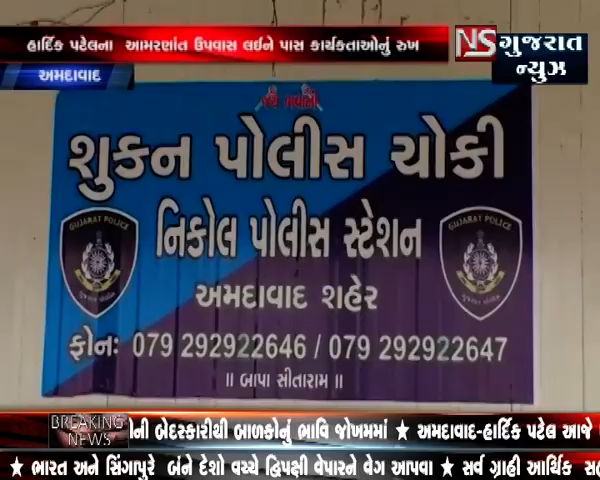 હાર્દિક પટેલના આમરણાંત ઉપવાસ લઈને પાસ કાર્યકતાઓનું રુખ
NS ગુજરાત
ન્યુઝ
અમદાવાદ
જય ભવાની
શુકન પોલીસ ચોકી
નિકોલ પોલીસ સ્ટેશન
GUJARAT POLICE
GUJARAT POLICE
અમદાવાદ શહેર
ફોનઃ 079 292922646 / 079 292922647
॥ બાપા સીતારામ ॥
BREAKING NEWS
ની બેદરકારીથી બાળકોનું ભાવિ જોખમમાં ★ અમદાવાદ-હાર્દિક પટેલ આજે
★ ભારત અને સિંગાપુરે બંને દેશો વચ્ચે દ્વિપક્ષી વેપારને વેગ આપવા ★ સર્વ ગ્રાહી આર્થિક